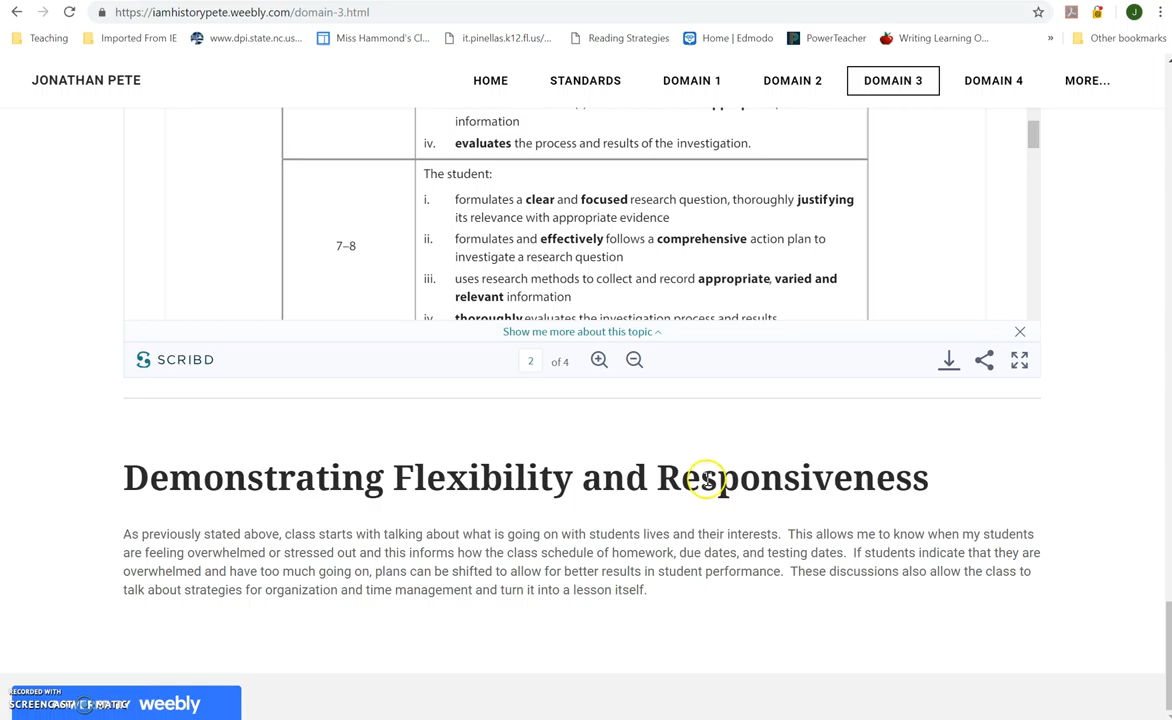 https://iamhistorypete.weebly.com/domain-3.html
J
Teaching
Imported From IE
www.dpi.state.nc.us...
Miss Hammond's Cl...
it.pinellas.k12.fl.us/...
Reading Strategies
Home | Edmodo
PowerTeacher
Writing Learning O...
»
Other bookmarks
JONATHAN PETE
HOME
STANDARDS
DOMAIN 1
DOMAIN 2
DOMAIN 3
DOMAIN 4
MORE...
information
iv. evaluates the process and results of the investigation.
The student:
i. formulates a clear and focused research question, thoroughly justifying
its relevance with appropriate evidence
7–8
ii. formulates and effectively follows a comprehensive action plan to
investigate a research question
iii. uses research methods to collect and record appropriate, varied and
relevant information
iv. thoroughly evaluates the investigation process and results.
Show me more about this topic
SCRIBD
2 of 4
Demonstrating Flexibility and Responsiveness
As previously stated above, class starts with talking about what is going on with students lives and their interests.  This allows me to know when my students
are feeling overwhelmed or stressed out and this informs how the class schedule of homework, due dates, and testing dates.  If students indicate that they are
overwhelmed and have too much going on, plans can be shifted to allow for better results in student performance.  These discussions also allow the class to
talk about strategies for organization and time management and turn it into a lesson itself.
RECORDED WITH
SCREENCAST-O-MATIC
weebly